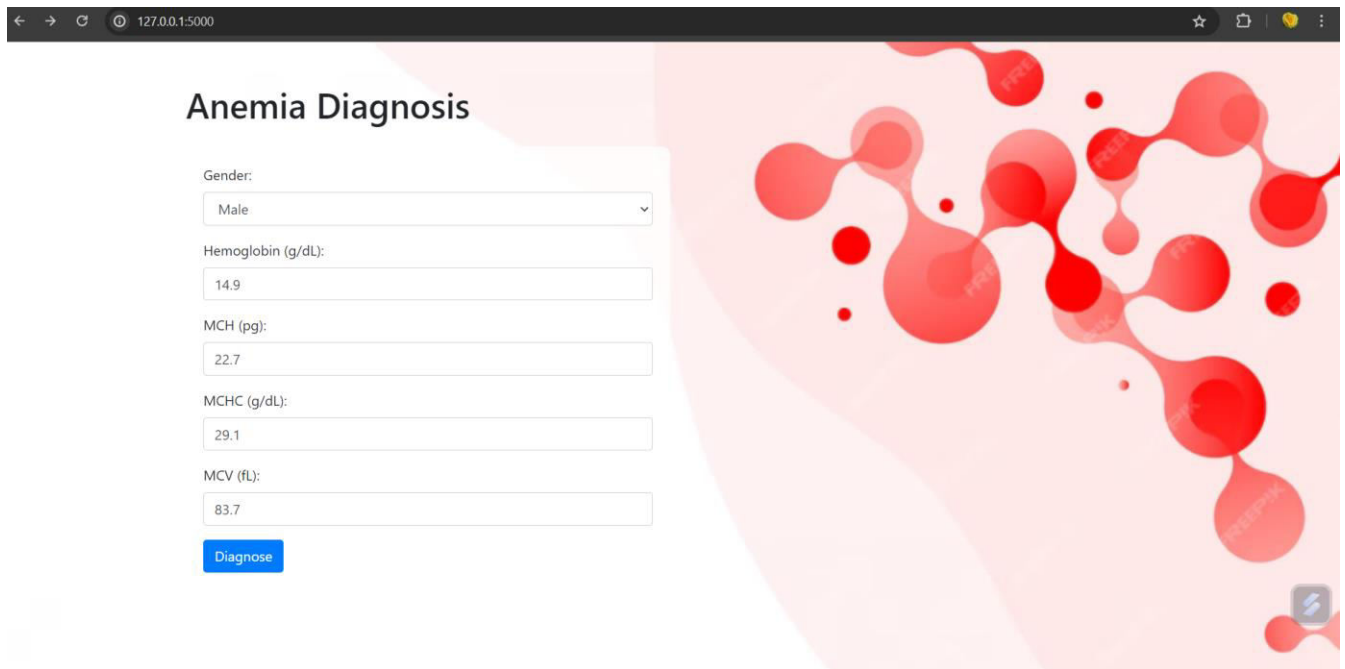 127.0.0.1:5000
Anemia Diagnosis
Gender:
Male
Hemoglobin (g/dL):
14.9
MCH (pg):
22.7
MCHC (g/dL):
29.1
MCV (fL):
83.7
Diagnose
FREEPIK